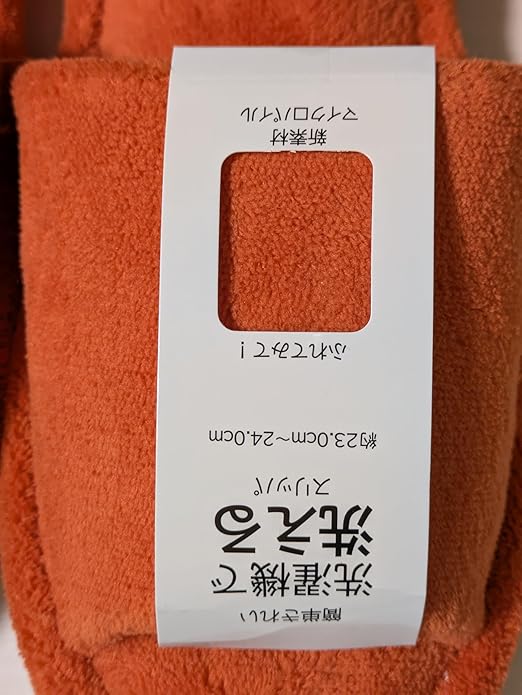 簡単きれい
洗濯機で
洗える
スリッパ
約23.0cm～24.0cm
ふれてみて！
新素材
マイクロパイル